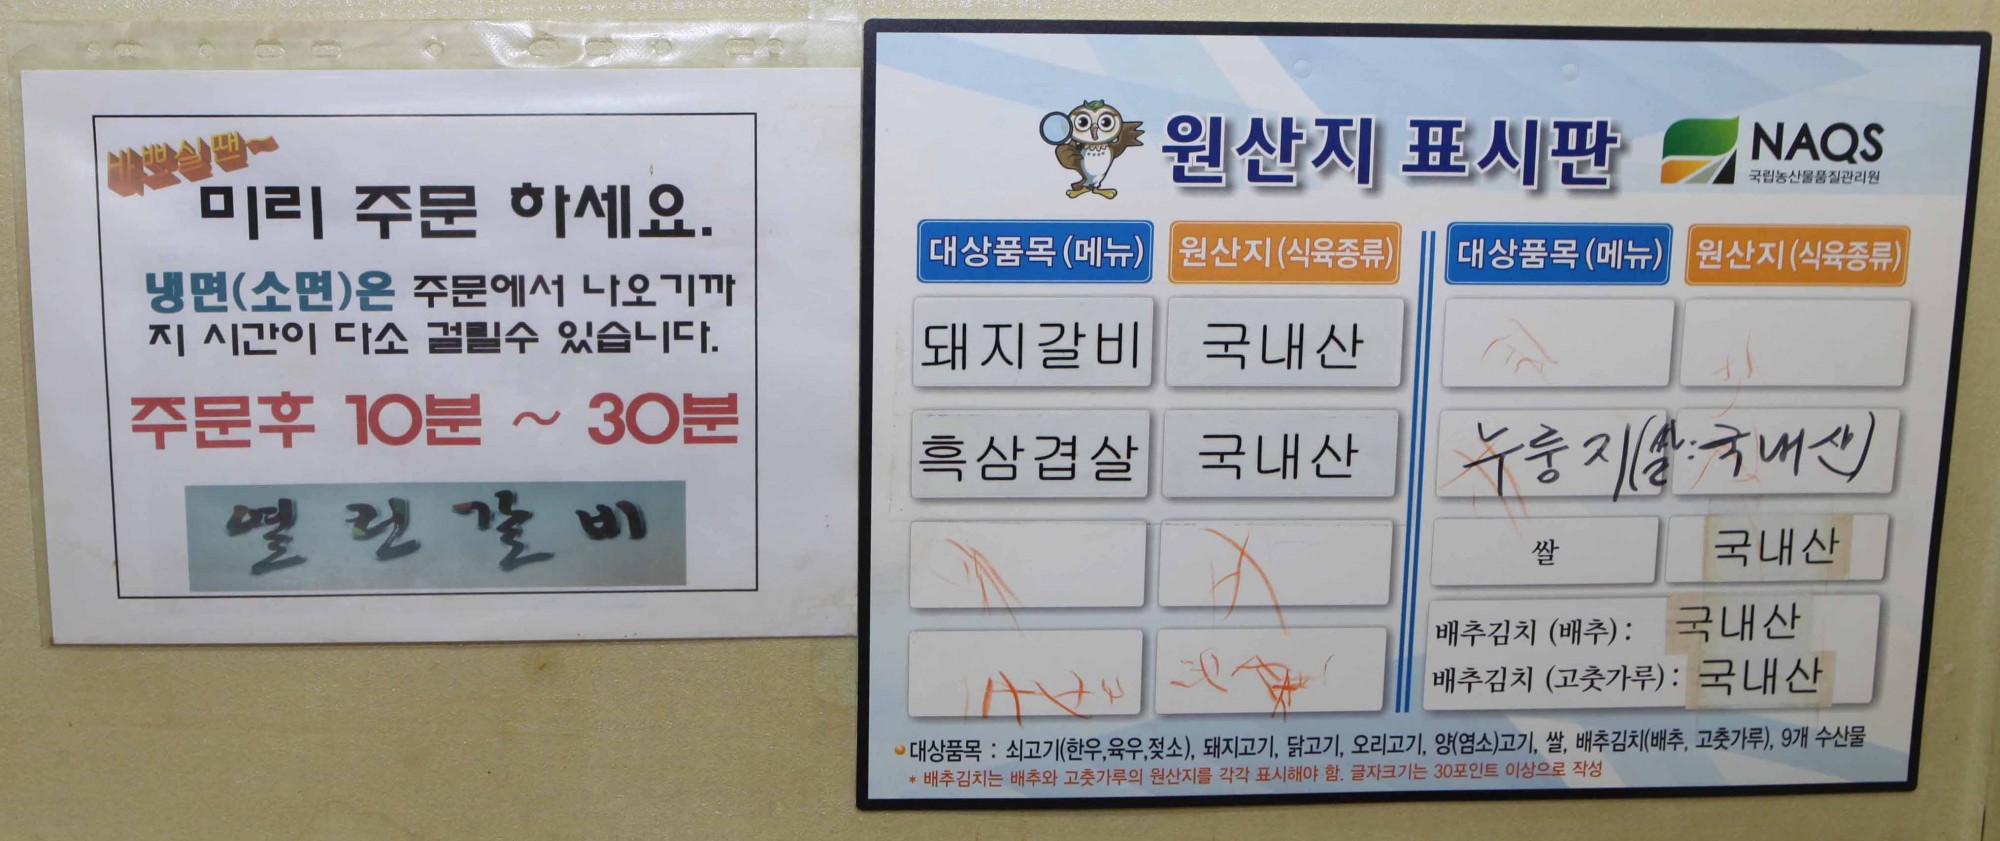 바쁘실땐~
미리 주문 하세요.
냉면(소면)은 주문에서 나오기까
지 시간이 다소 걸릴수 있습니다.
주문후 10분 ~ 30분
열린갈비
원산지 표시판
NAQS
국립농산물품질관리원
대상품목(메뉴) 원산지(식육종류) 대상품목(메뉴) 원산지(식육종류)
돼지갈비 국내산
흑삼겹살 국내산 누룽지(쌀:국내산)
쌀 국내산
배추김치 (배추) : 국내산
배추김치 (고춧가루) : 국내산
대상품목 : 쇠고기(한우,육우,젖소), 돼지고기, 닭고기, 오리고기, 양(염소)고기, 쌀, 배추김치(배추, 고춧가루), 9개 수산물
* 배추김치는 배추와 고춧가루의 원산지를 각각 표시해야 함. 글자크기는 30포인트 이상으로 작성